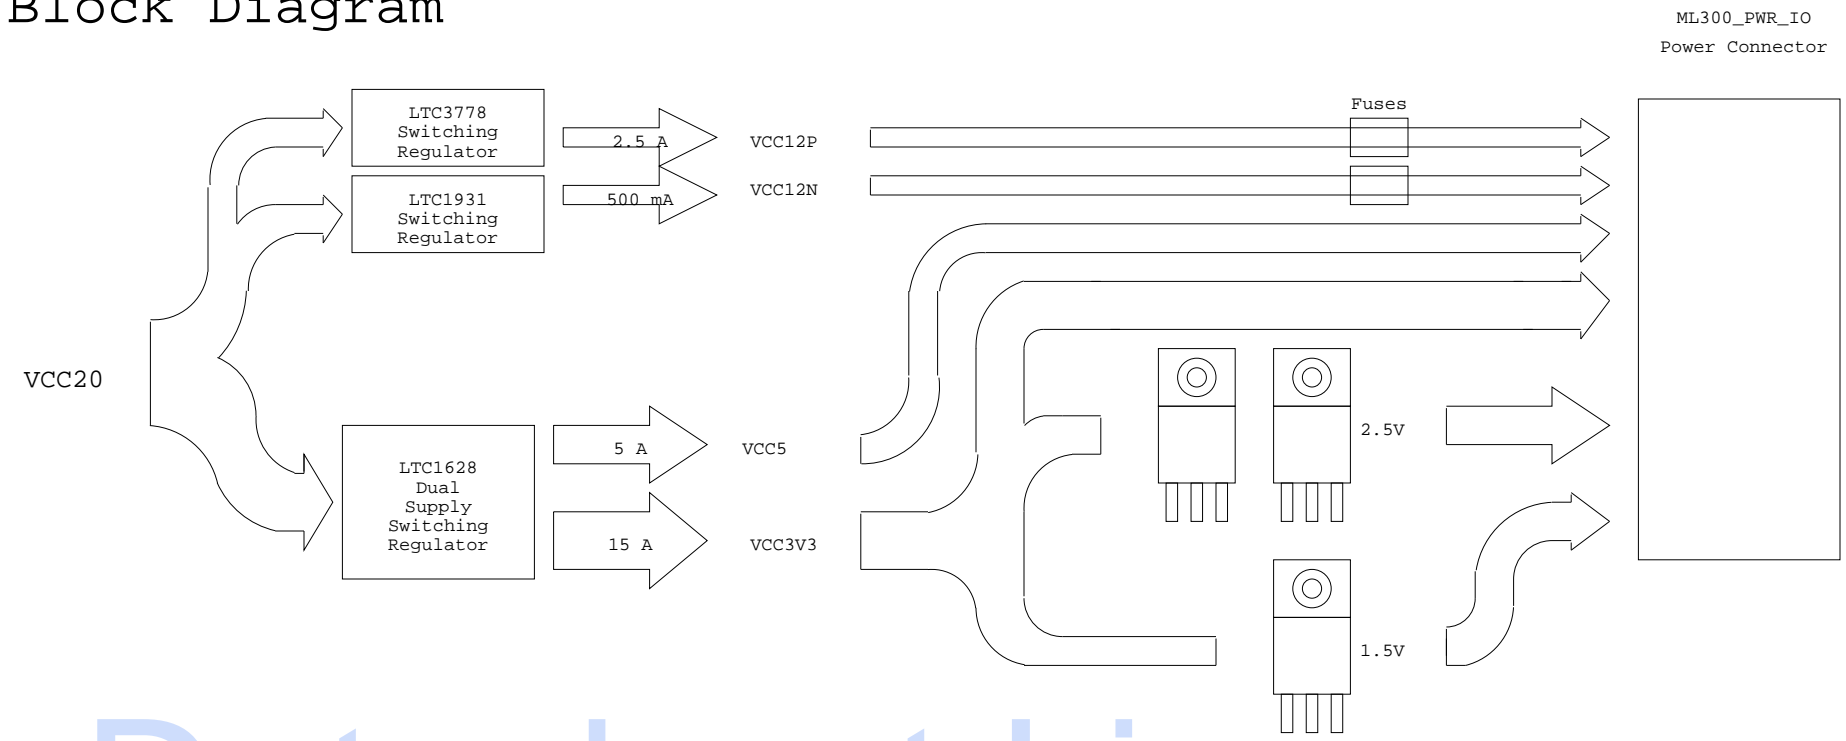 Block Diagram
ML300_PWR_IO
Power Connector
LTC3778
Switching
Regulator
2.5 A
VCC12P
Fuses
LTC1931
Switching
Regulator
500 mA
VCC12N
VCC20
LTC1628
Dual
Supply
Switching
Regulator
5 A
VCC5
15 A
VCC3V3
2.5V
1.5V